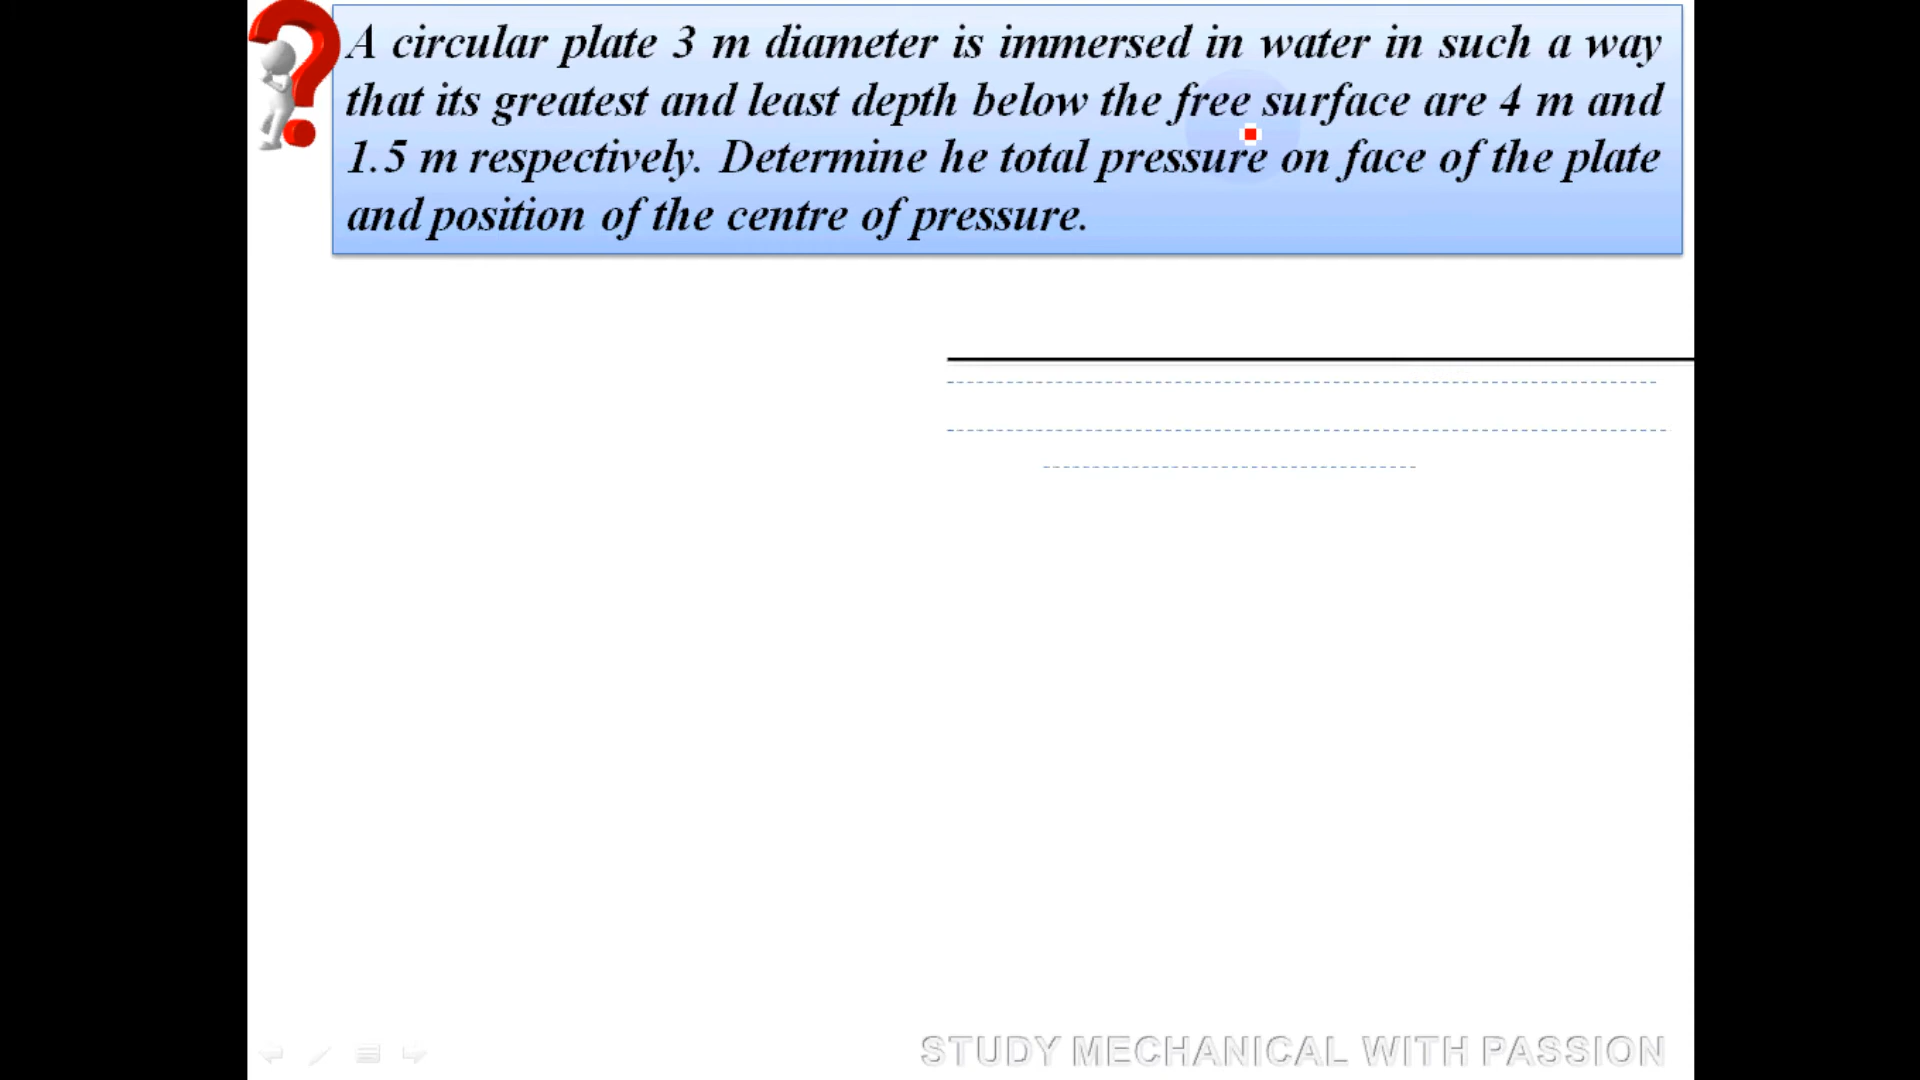 A circular plate 3 m diameter is immersed in water in such a way
that its greatest and least depth below the free surface are 4 m and
1.5 m respectively. Determine he total pressure on face of the plate
and position of the centre of pressure.
STUDY MECHANICAL WITH PASSION